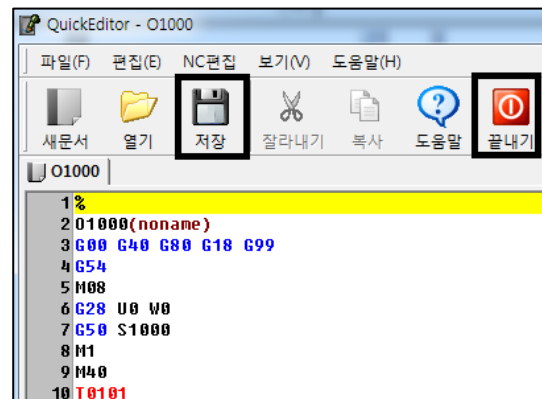 QuickEditor - O1000
파일(F) 편집(E) NC편집 보기(V) 도움말(H)
새문서 열기 저장 잘라내기 복사 도움말 끝내기
O1000
1 %
2 O1000(noname)
3 G00 G40 G80 G18 G99
4 G54
5 M08
6 G28 U0 W0
7 G50 S1000
8 M1
9 M40
10 T0101